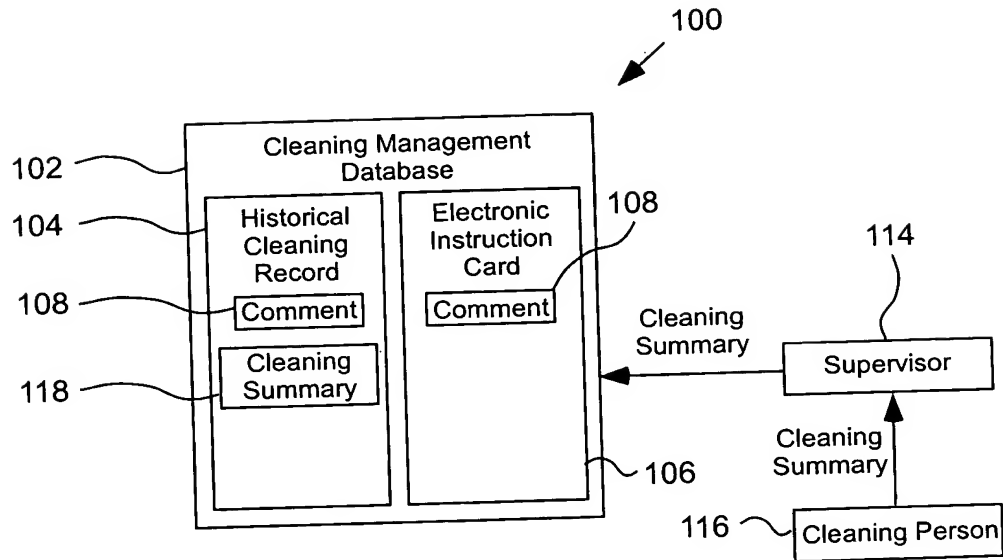 100
102
Cleaning Management
Database
104
Historical
Cleaning
Record
108
Comment
118
Cleaning
Summary
Electronic
Instruction
Card
108
Comment
106
Cleaning
Summary
114
Supervisor
Cleaning
Summary
116
Cleaning Person